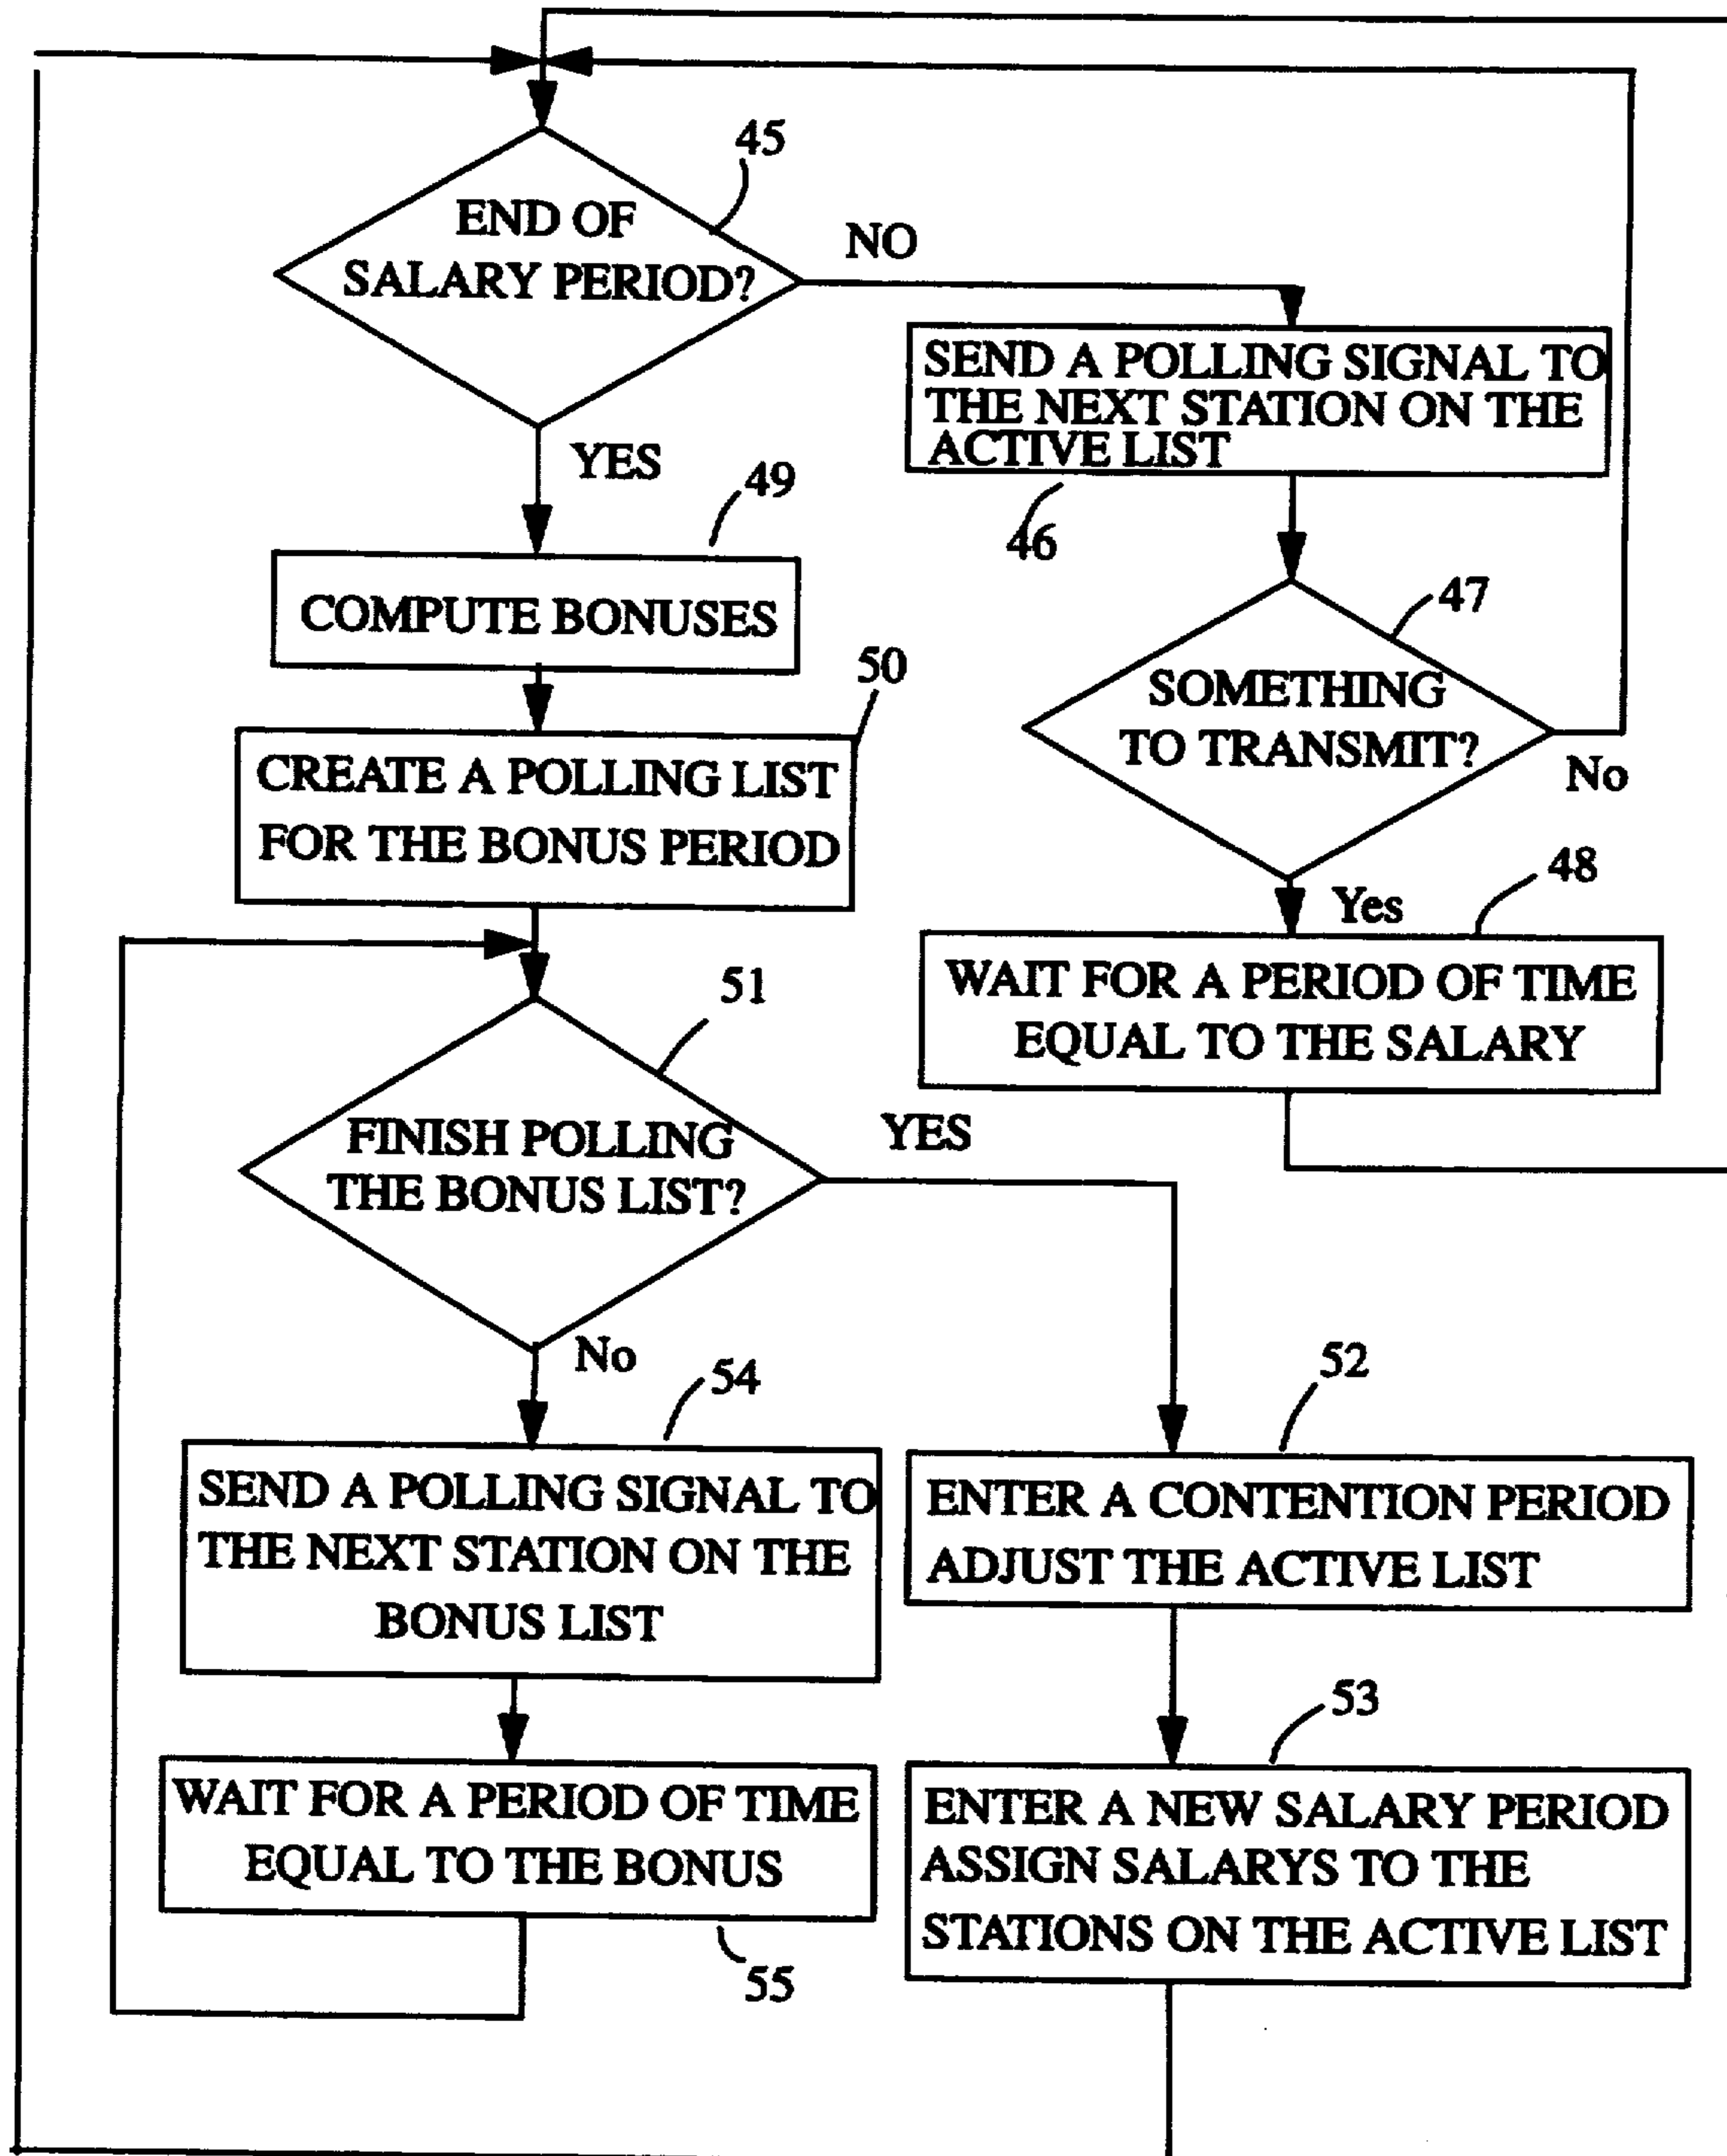 45
END OF
SALARY PERIOD?
NO
YES
SEND A POLLING SIGNAL TO
THE NEXT STATION ON THE
ACTIVE LIST
46
49
COMPUTE BONUSES
47
SOMETHING
TO TRANSMIT?
No
50
CREATE A POLLING LIST
FOR THE BONUS PERIOD
Yes
48
WAIT FOR A PERIOD OF TIME
EQUAL TO THE SALARY
51
FINISH POLLING
THE BONUS LIST?
YES
No
54
SEND A POLLING SIGNAL TO
THE NEXT STATION ON THE
BONUS LIST
52
ENTER A CONTENTION PERIOD
ADJUST THE ACTIVE LIST
WAIT FOR A PERIOD OF TIME
EQUAL TO THE BONUS
55
53
ENTER A NEW SALARY PERIOD
ASSIGN SALARYS TO THE
STATIONS ON THE ACTIVE LIST